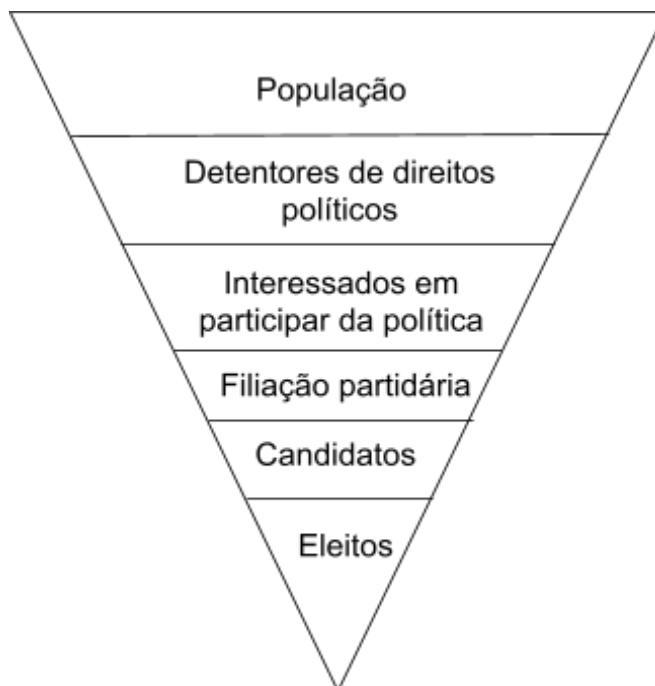 População
Detentores de direitos
políticos
Interessados em
participar da política
Filiação partidária
Candidatos
Eleitos